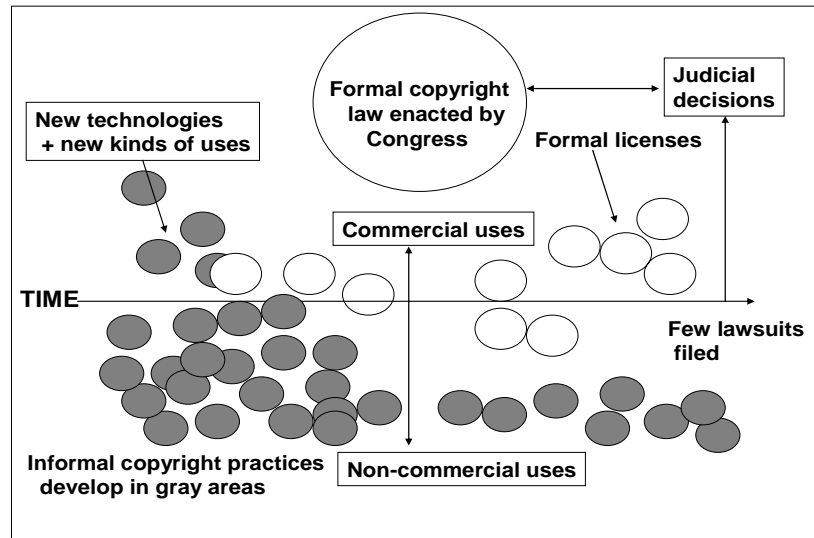 Formal copyright
law enacted by
Congress
Judicial
decisions
New technologies
+ new kinds of uses
Formal licenses
Commercial uses
TIME
Few lawsuits
filed
Informal copyright practices
develop in gray areas
Non-commercial uses